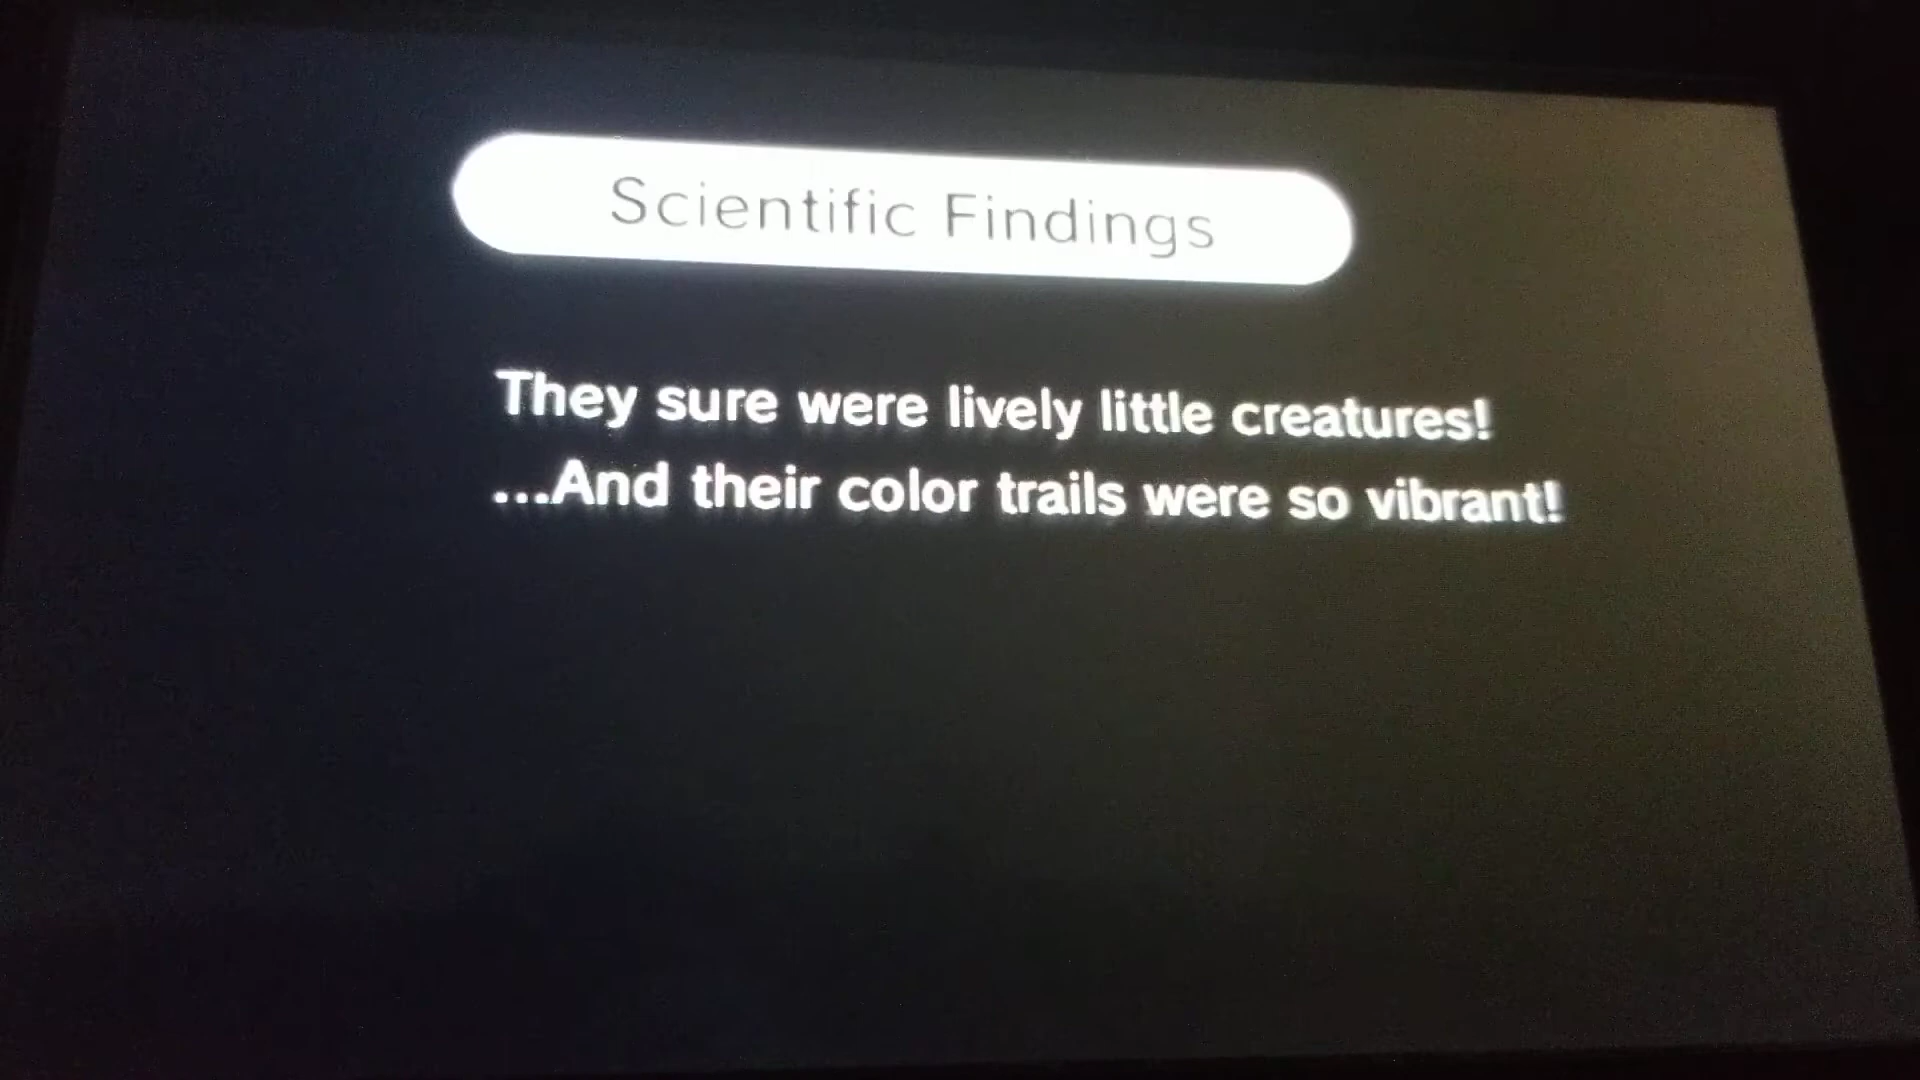 Scientific Findings
They sure were lively little creatures!
...And their color trails were so vibrant!